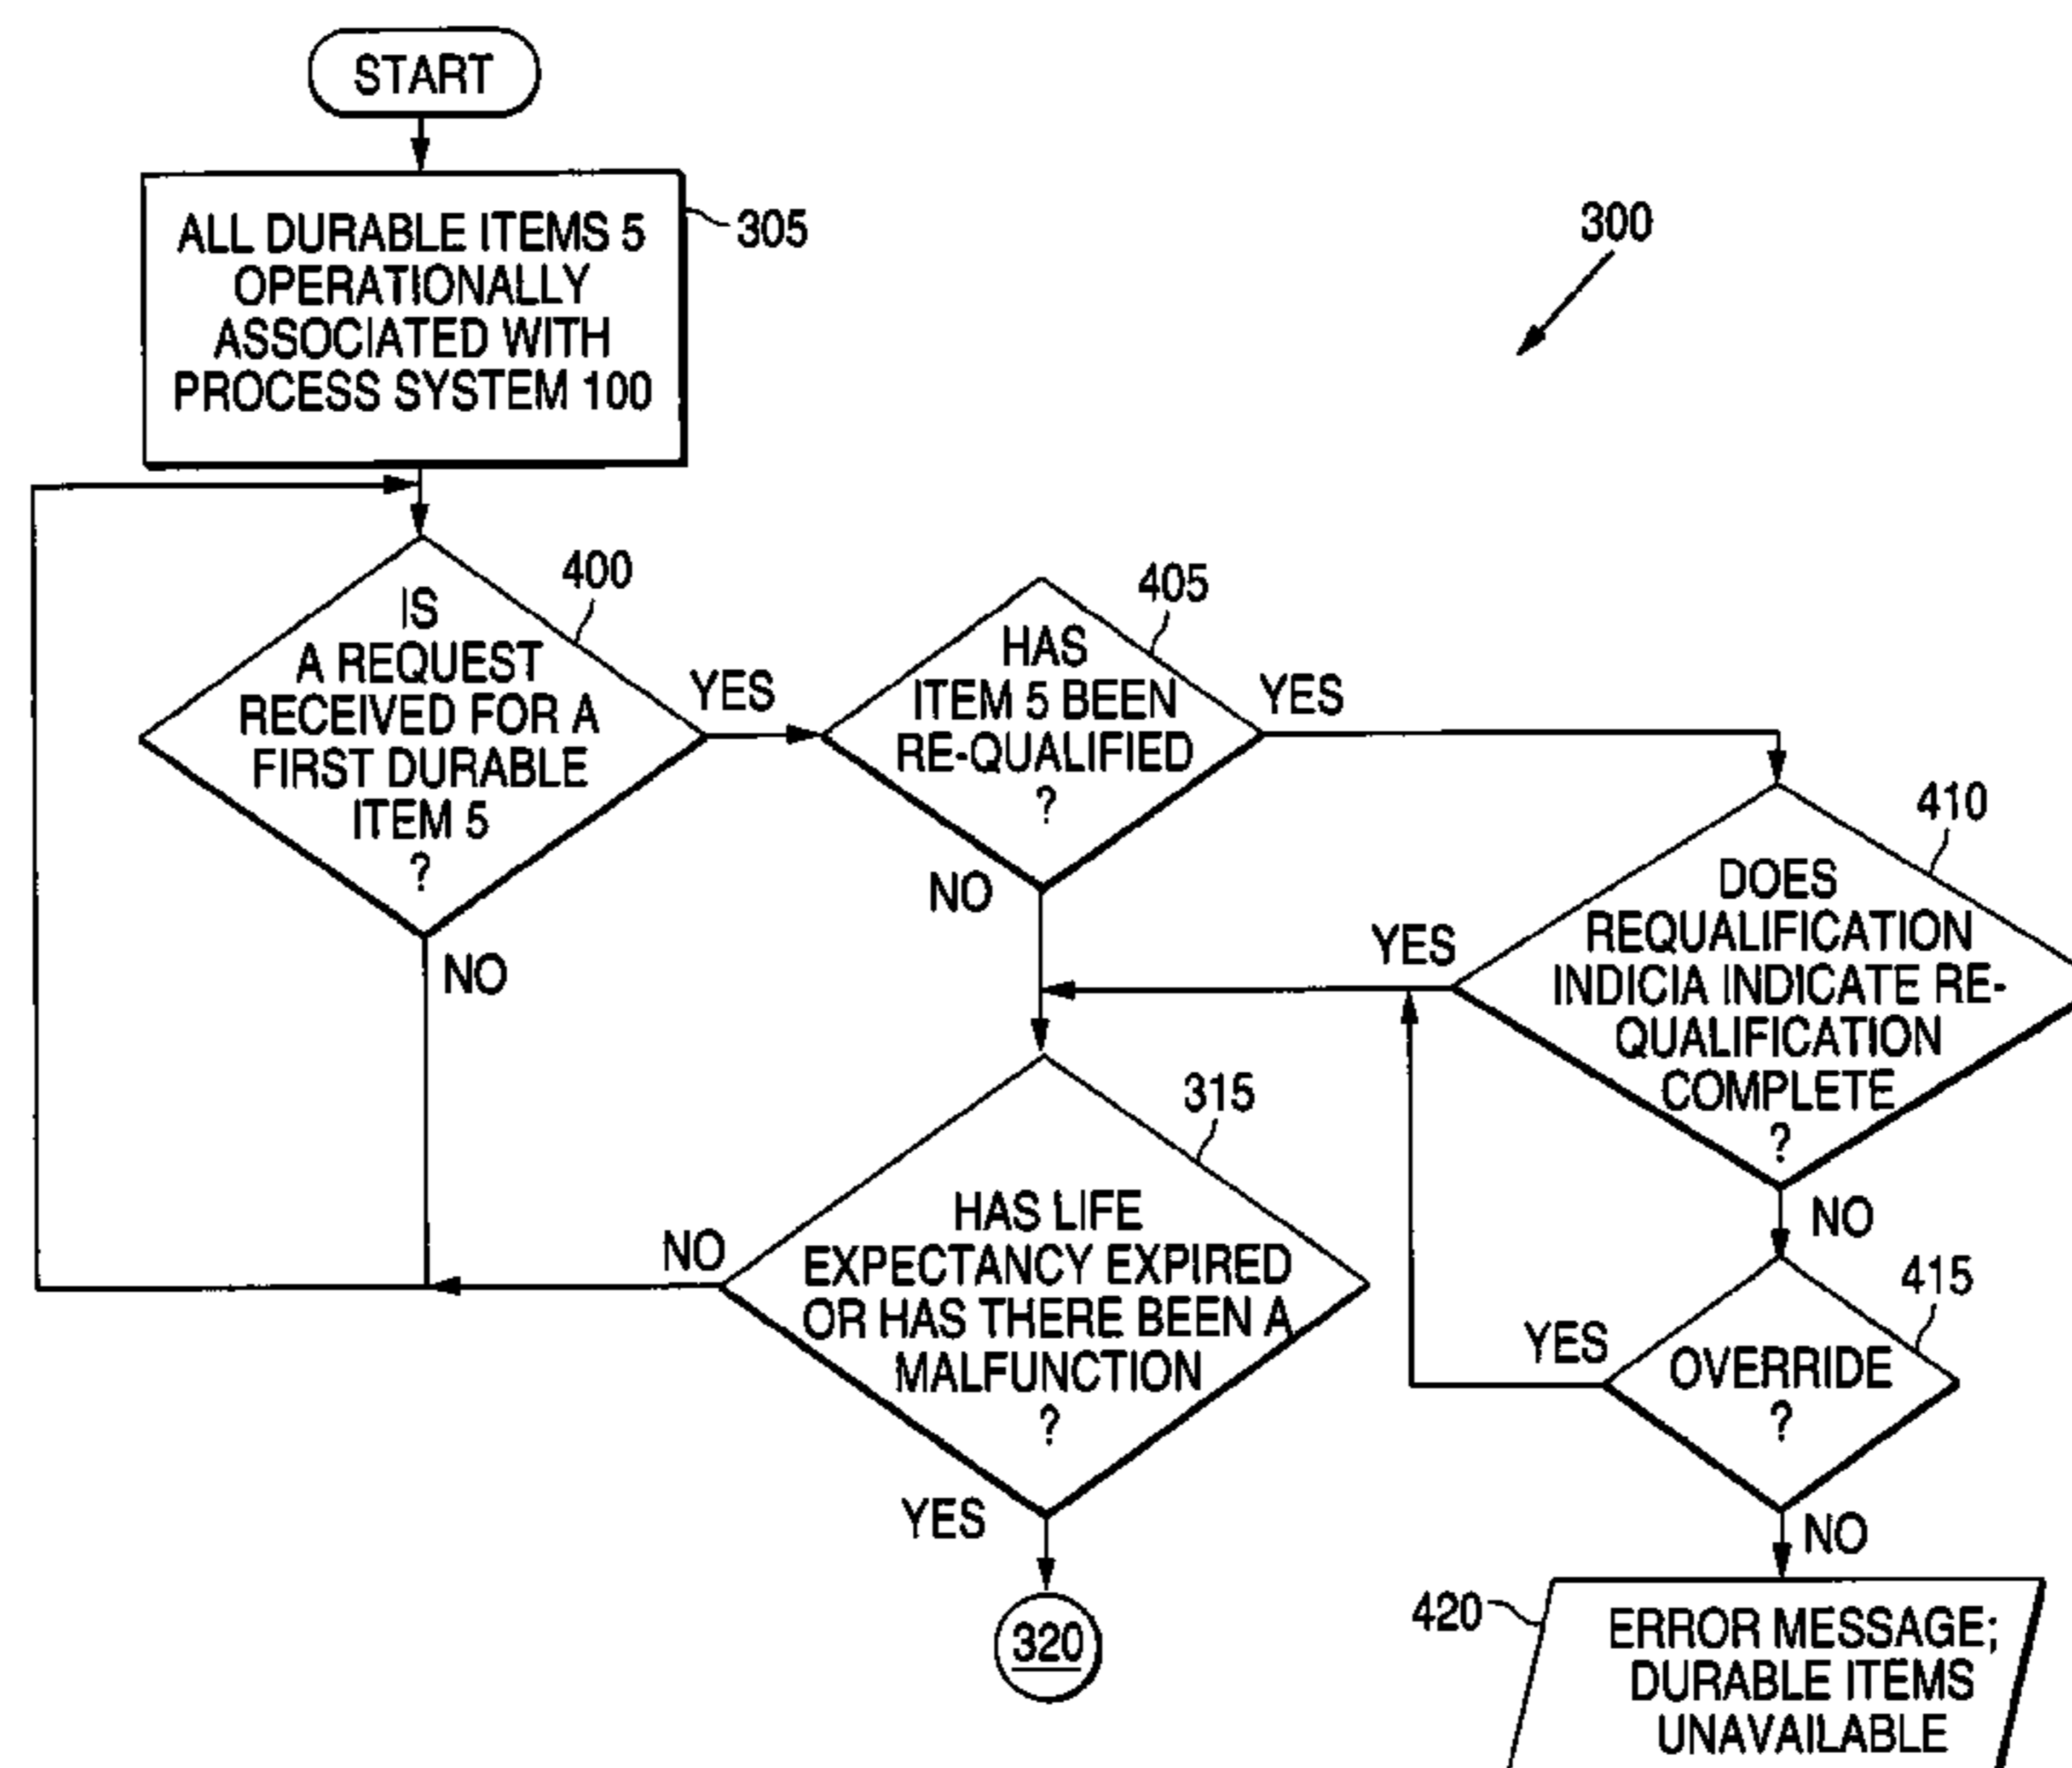 START
ALL DURABLE ITEMS 5
OPERATIONALLY
ASSOCIATED WITH
PROCESS SYSTEM 100
305
300
IS
A REQUEST
RECEIVED FOR A
FIRST DURABLE
ITEM 5
?
400
YES
NO
HAS
ITEM 5 BEEN
RE-QUALIFIED
?
405
YES
NO
DOES
REQUALIFICATION
INDICIA INDICATE RE-
QUALIFICATION
COMPLETE
?
410
YES
NO
HAS LIFE
EXPECTANCY EXPIRED
OR HAS THERE BEEN A
MALFUNCTION
?
315
NO
YES
320
OVERRIDE
?
415
YES
NO
420
ERROR MESSAGE;
DURABLE ITEMS
UNAVAILABLE